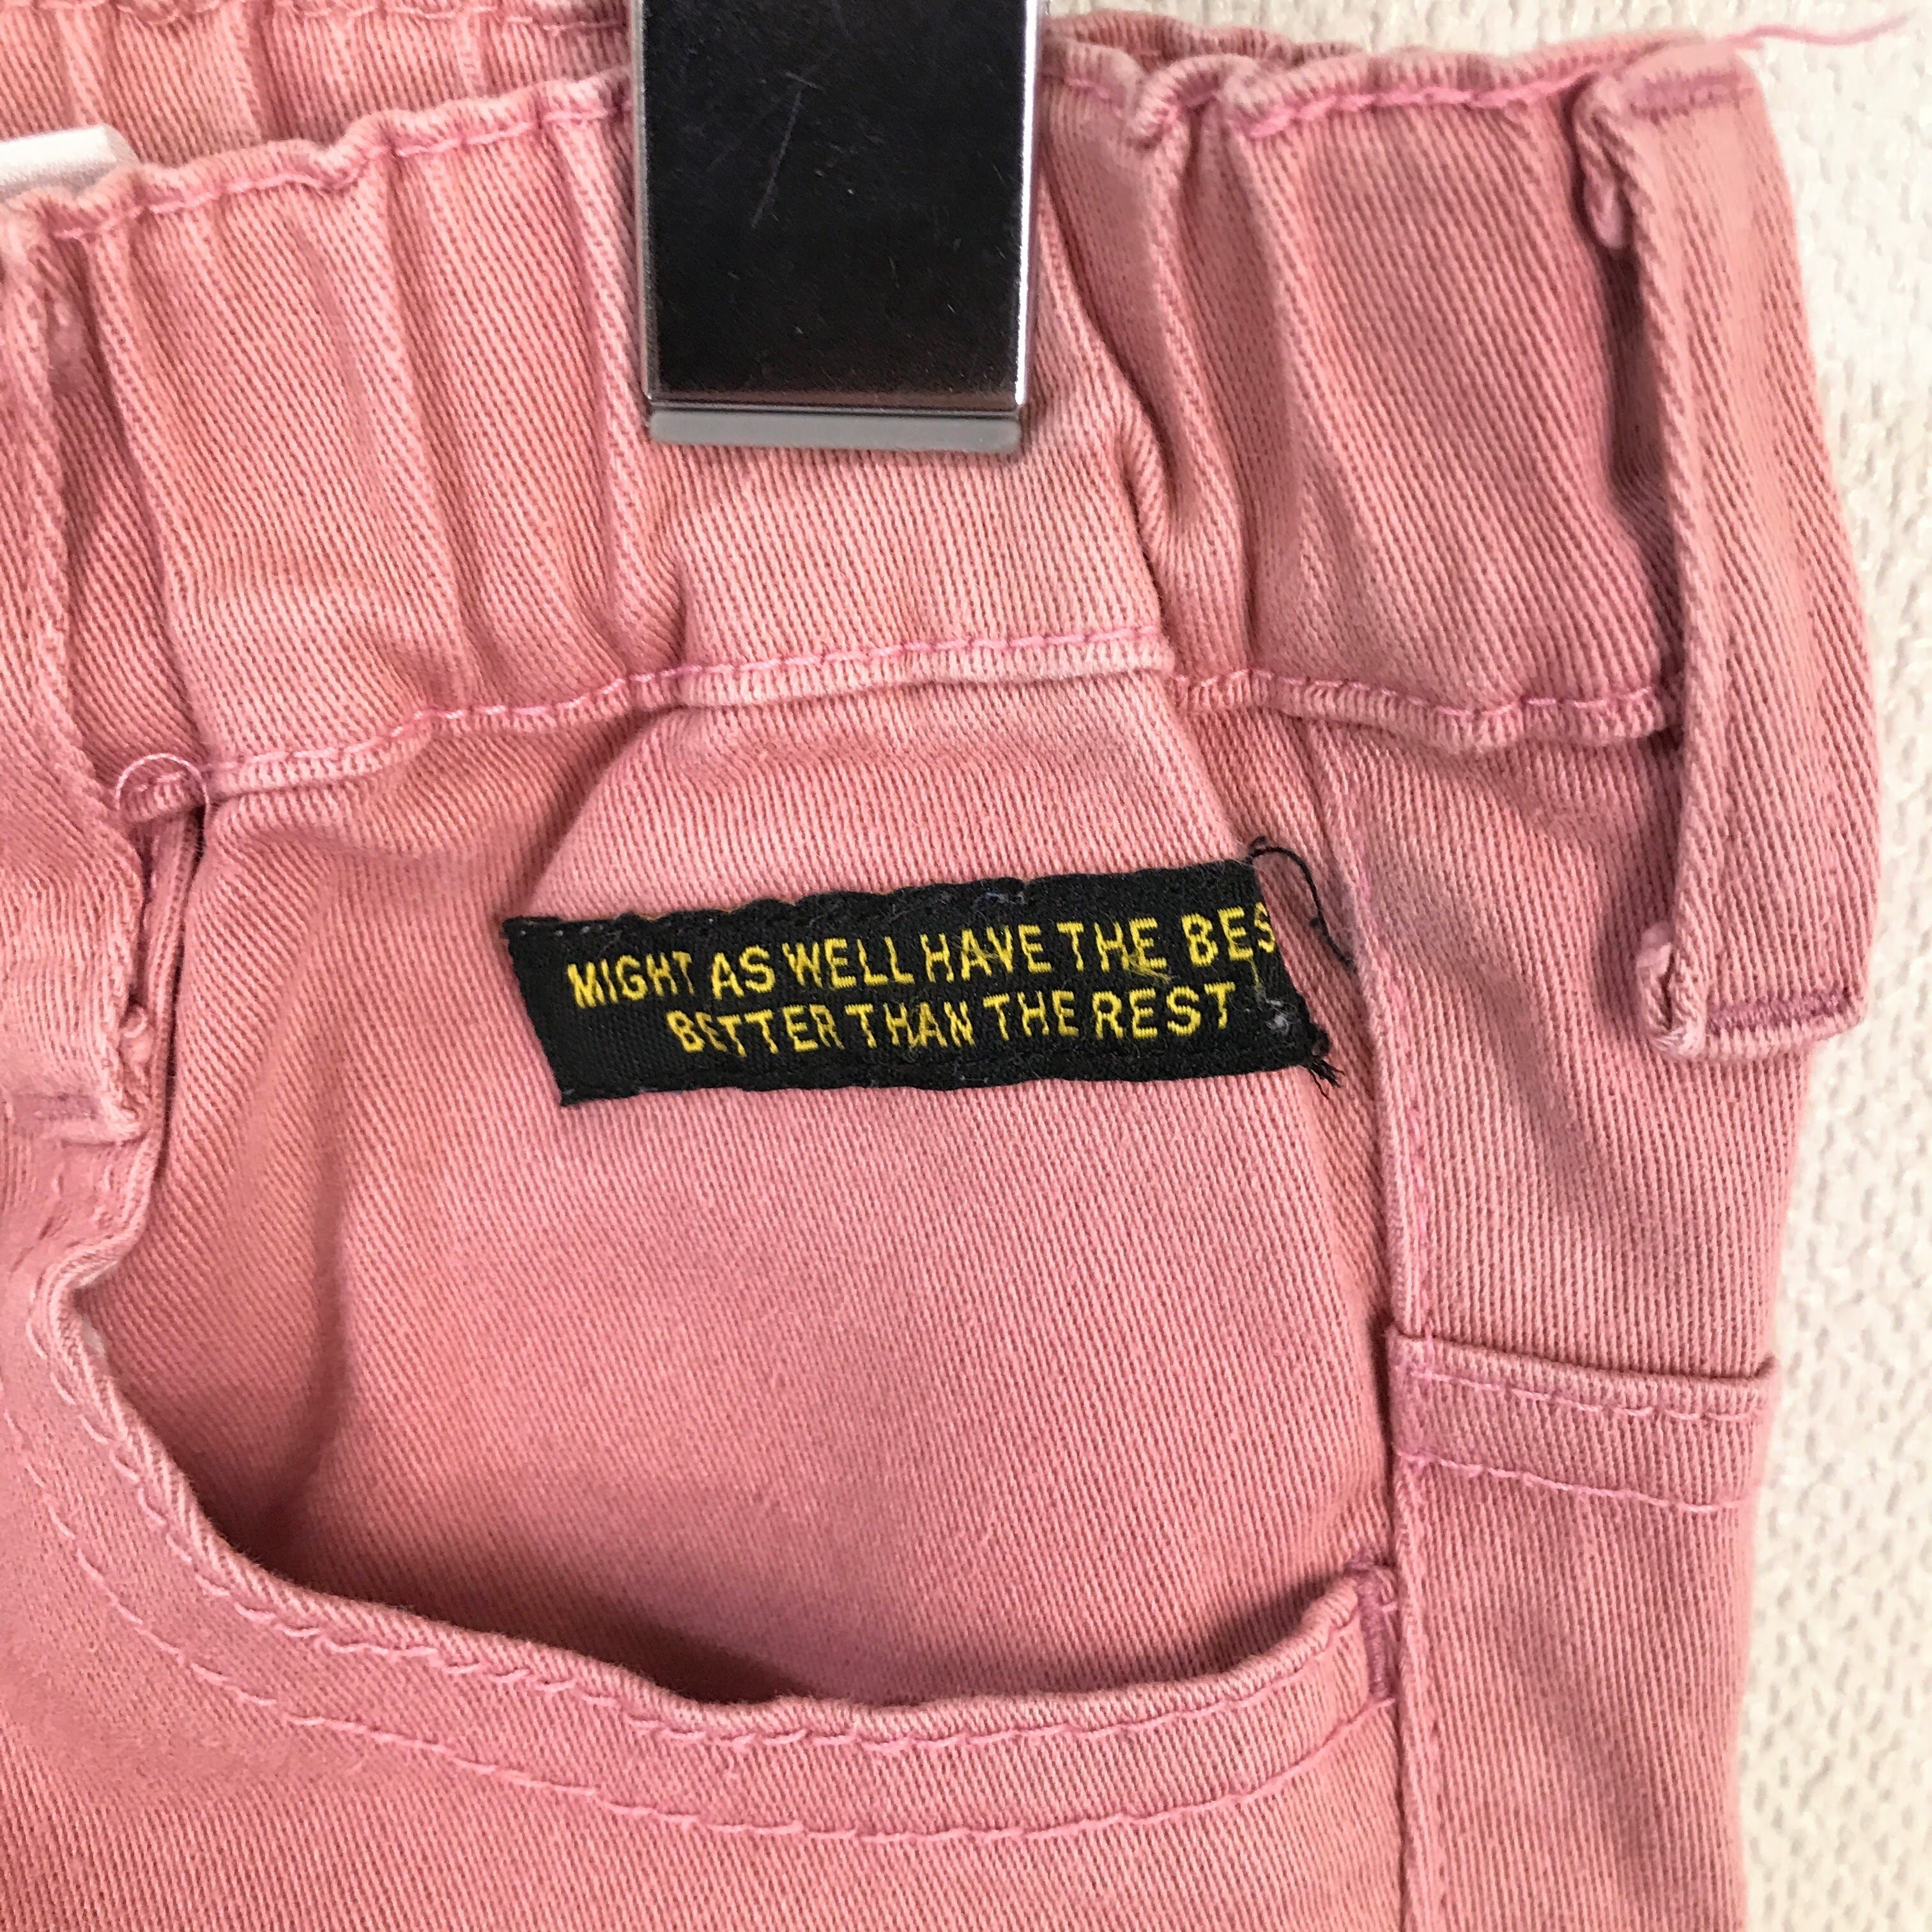 MIGHT AS WELL HAVE THE BES
BETTER THAN THE REST